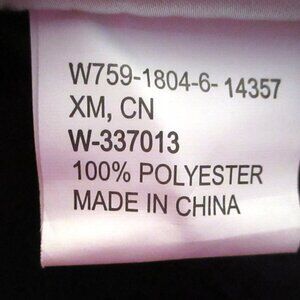 W759-1804-6-14357
XM, CN
W-337013
100% POLYESTER
MADE IN CHINA